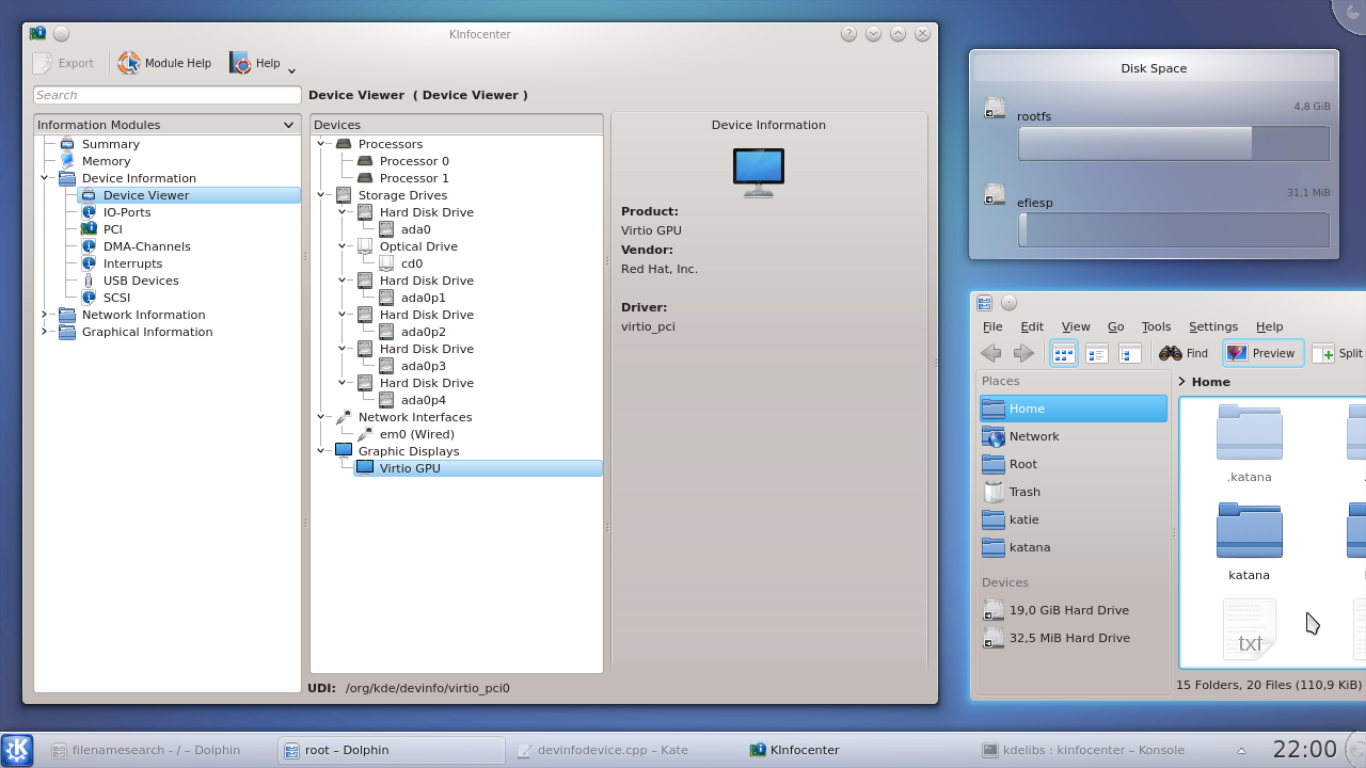 KInfocenter
Export
Module Help
Help
Search
Device Viewer ( Device Viewer )
Information Modules
Summary
Memory
Device Information
Device Viewer
IO-Ports
PCI
DMA-Channels
Interrupts
USB Devices
SCSI
Network Information
Graphical Information
Devices
Processors
Processor 0
Processor 1
Storage Drives
Hard Disk Drive
ada0
Optical Drive
cd0
Hard Disk Drive
ada0p1
Hard Disk Drive
ada0p2
Hard Disk Drive
ada0p3
Hard Disk Drive
ada0p4
Network Interfaces
em0 (Wired)
Graphic Displays
Virtio GPU
Device Information
Product:
Virtio GPU
Vendor:
Red Hat, Inc.
Driver:
virtio_pci
UDI: /org/kde/devinfo/virtio_pci0
Disk Space
4,8 GiB
rootfs
31,1 MiB
efiesp
File Edit View Go Tools Settings Help
Find Preview Split
Places
Home
Network
Root
Trash
katie
katana
Devices
19,0 GiB Hard Drive
32,5 MiB Hard Drive
Home
.katana
katana
txt
15 Folders, 20 Files (110,9 KiB)
filenamesearch - / – Dolphin
root – Dolphin
devinfodevice.cpp – Kate
KInfocenter
kdelibs : kinfocenter – Konsole
22:00